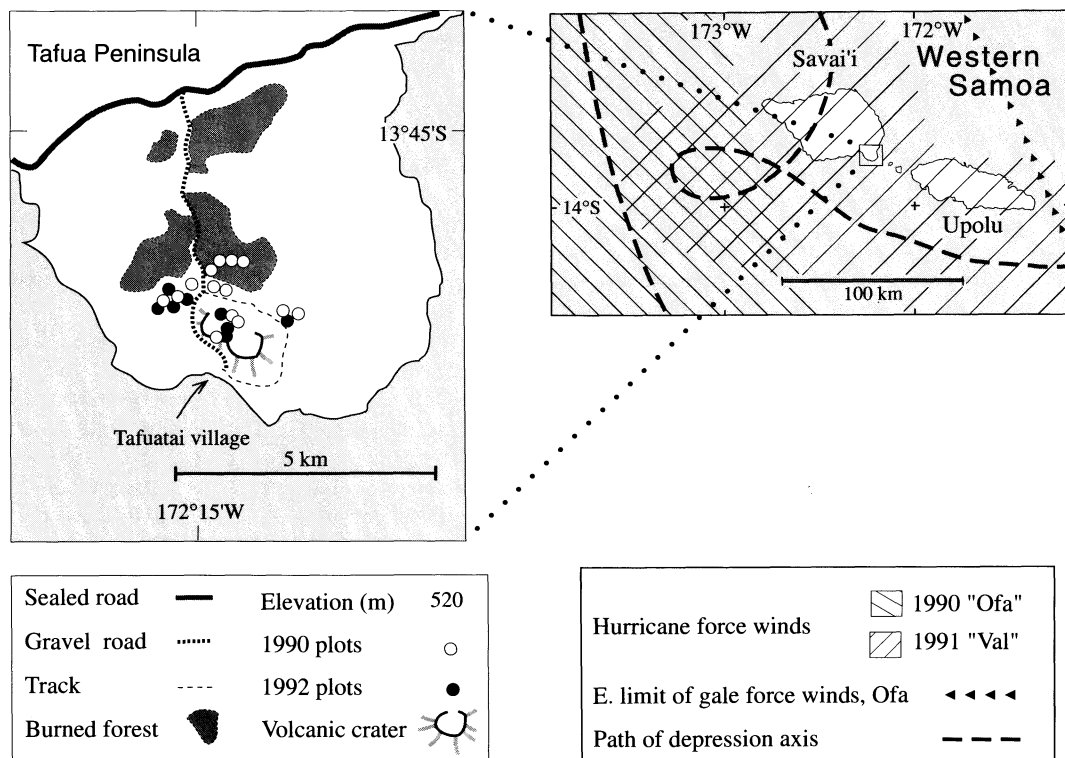 Tafua Peninsula
13°45'S
Tafuatai village
5 km
172°15'W
173°W
172°W
Savai'i
Western
Samoa
14°S
Upolu
100 km
Sealed road
Elevation (m) 520
Gravel road
1990 plots
Track
1992 plots
Burned forest
Volcanic crater
Hurricane force winds
1990 "Ofa"
1991 "Val"
E. limit of gale force winds, Ofa
Path of depression axis